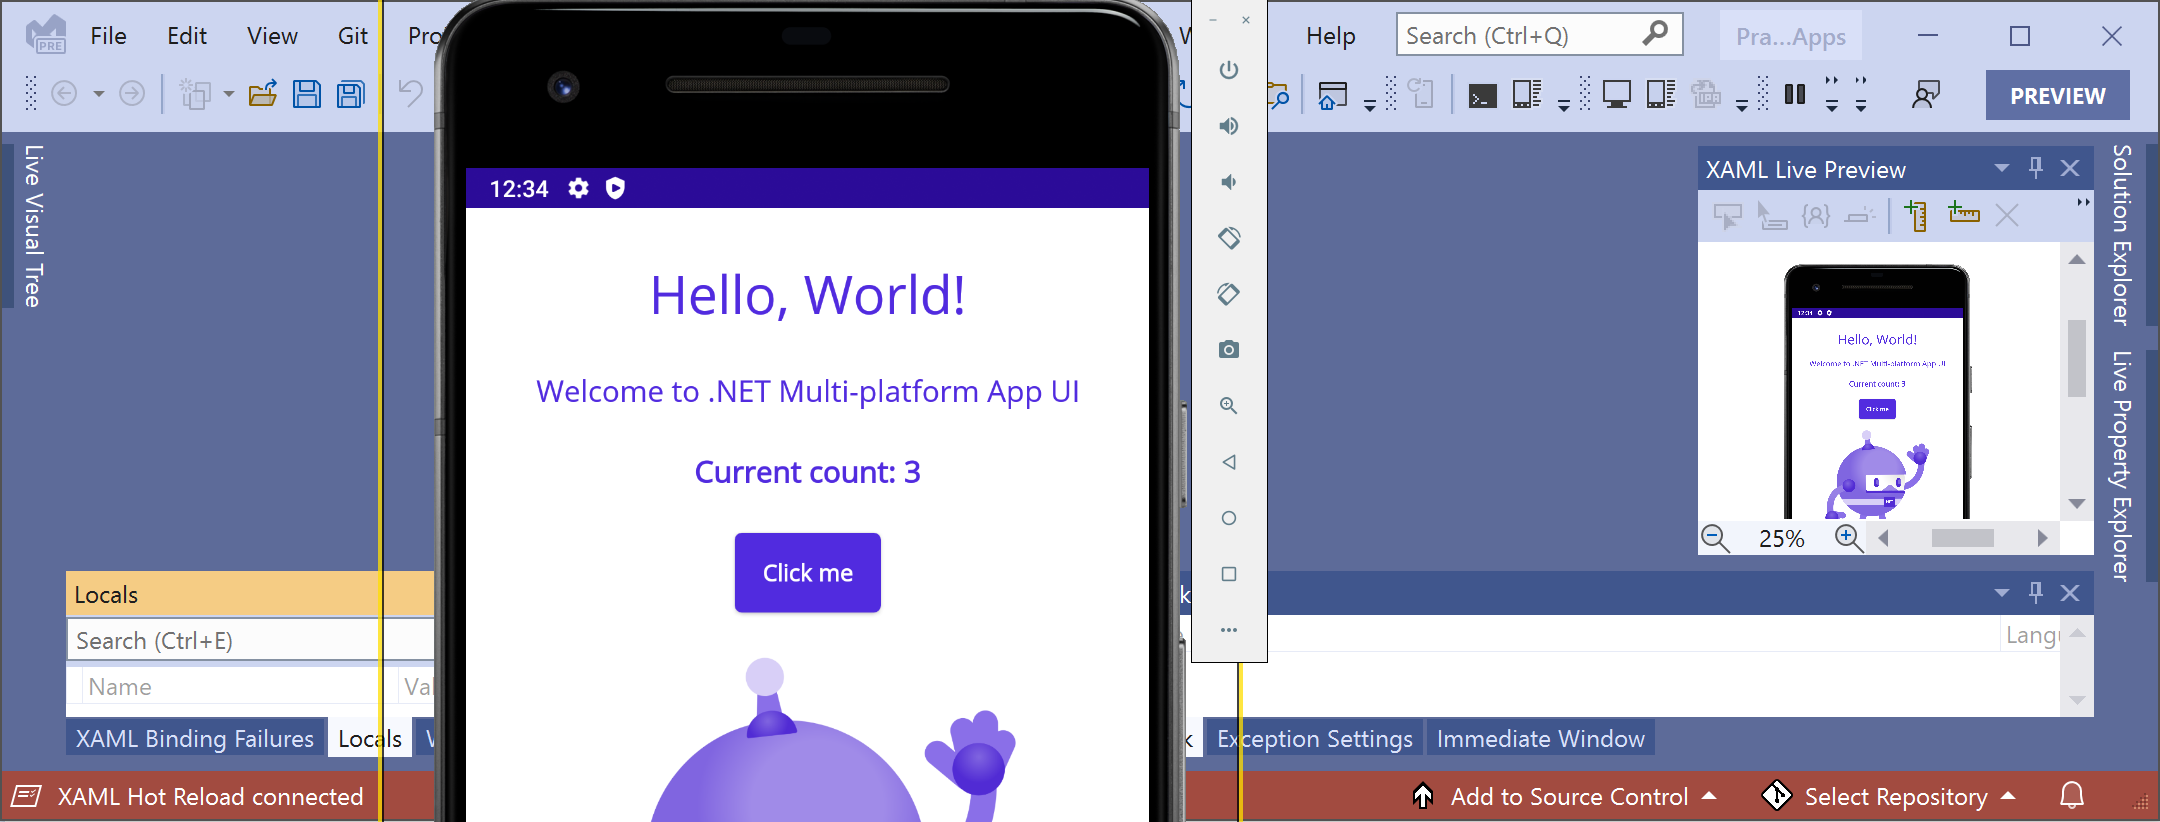 PRE
File Edit View Git Help Search (Ctrl+Q) Pra...Apps
PREVIEW
Live Visual Tree
12:34
Hello, World!
Welcome to .NET Multi-platform App UI
Current count: 3
Click me
XAML Live Preview
12:34
Hello, World!
Welcome to .NET Multi-platform App UI
Current count: 3
Click me
25%
Solution Explorer
Live Property Explorer
Locals
Search (Ctrl+E)
Name
XAML Binding Failures Locals Exception Settings Immediate Window
XAML Hot Reload connected Add to Source Control Select Repository